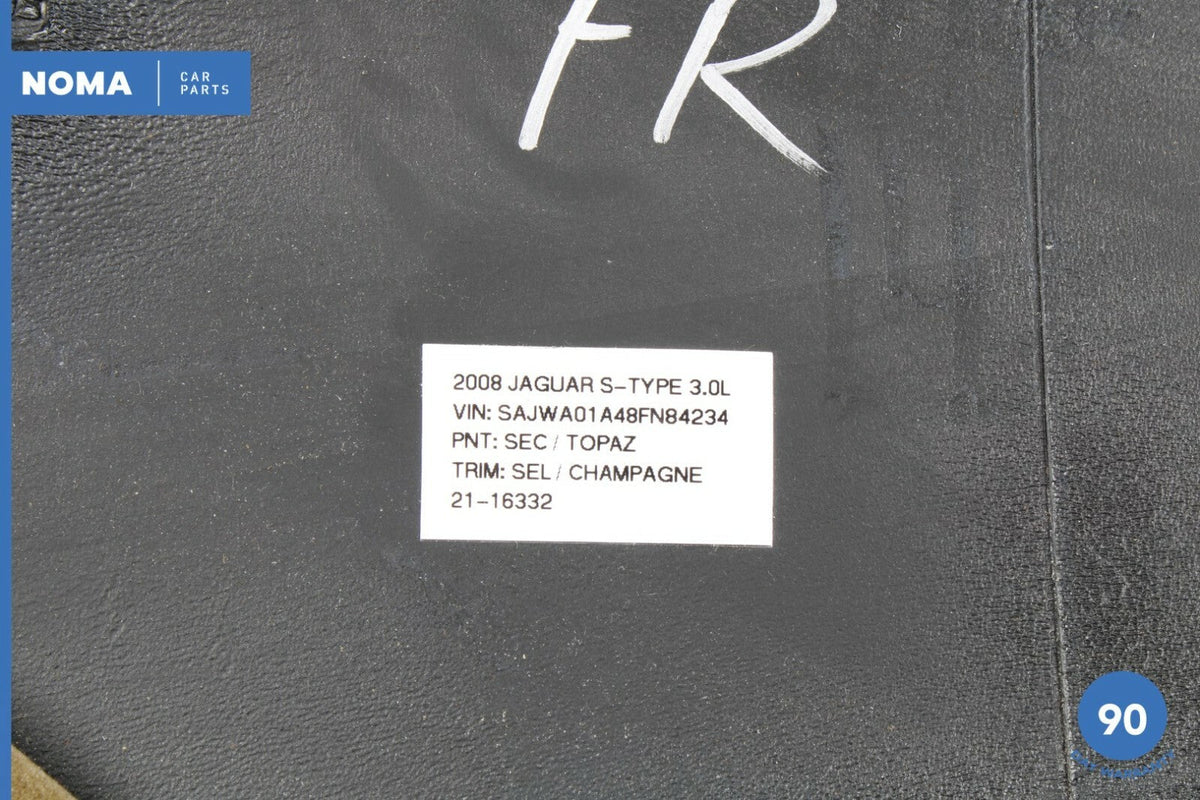 FR
NOMA
CAR
PARTS
2008 JAGUAR S-TYPE 3.0L
VIN: SAJWA01A48FN84234
PNT: SEC / TOPAZ
TRIM: SEL / CHAMPAGNE
21-16332
90